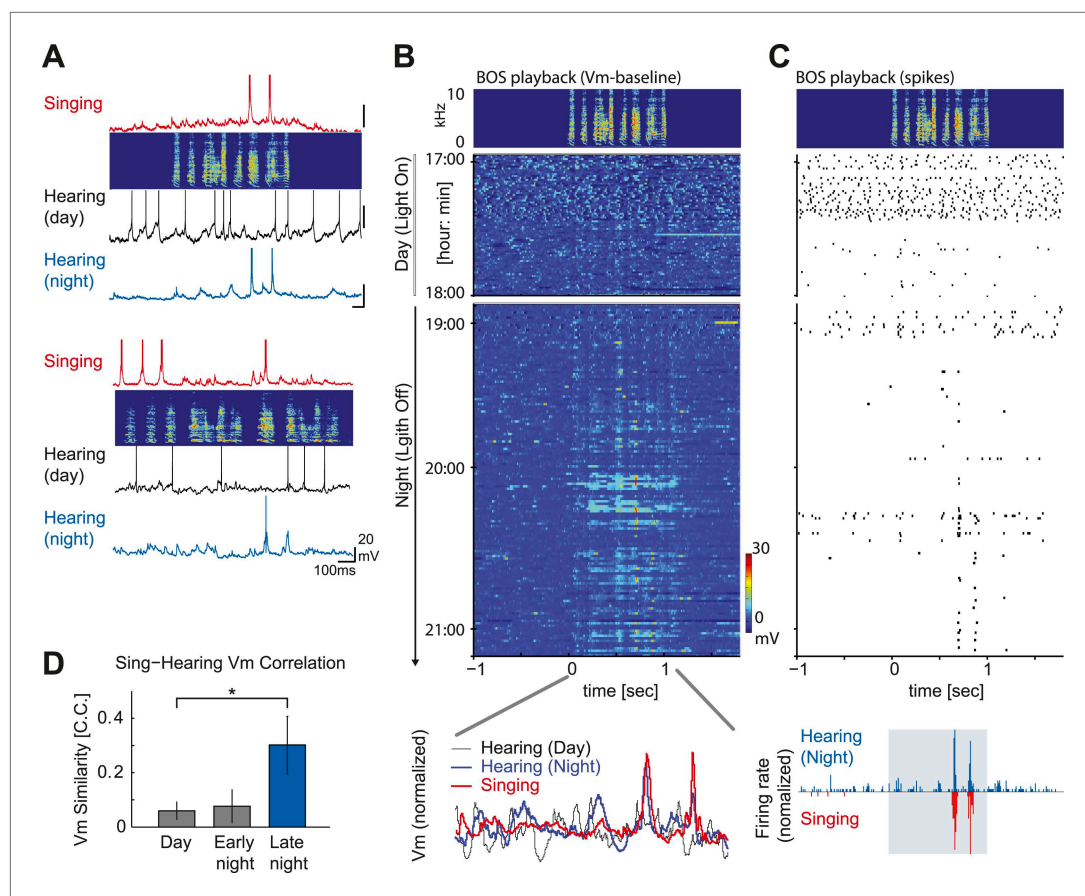 A
Singing
Hearing
(day)
Hearing
(night)
Singing
Hearing
(day)
Hearing
(night)
20
mV
100ms
B
BOS playback (Vm-baseline)
10
kHz
0
17:00
Day (Light On)
[hour: min]
18:00
19:00
Night (Lgith Off)
20:00
21:00
30
0
mV
−1
0
1
time [sec]
Vm (normalized)
Hearing (Day)
Hearing (Night)
Singing
C
BOS playback (spikes)
−1
0
1
time [sec]
Firing rate
(normalized)
Hearing
(Night)
Singing
D
Sing−Hearing Vm Correlation
*
Vm Similarity [C.C.]
0.4
0.2
0
Day
Early
night
Late
night